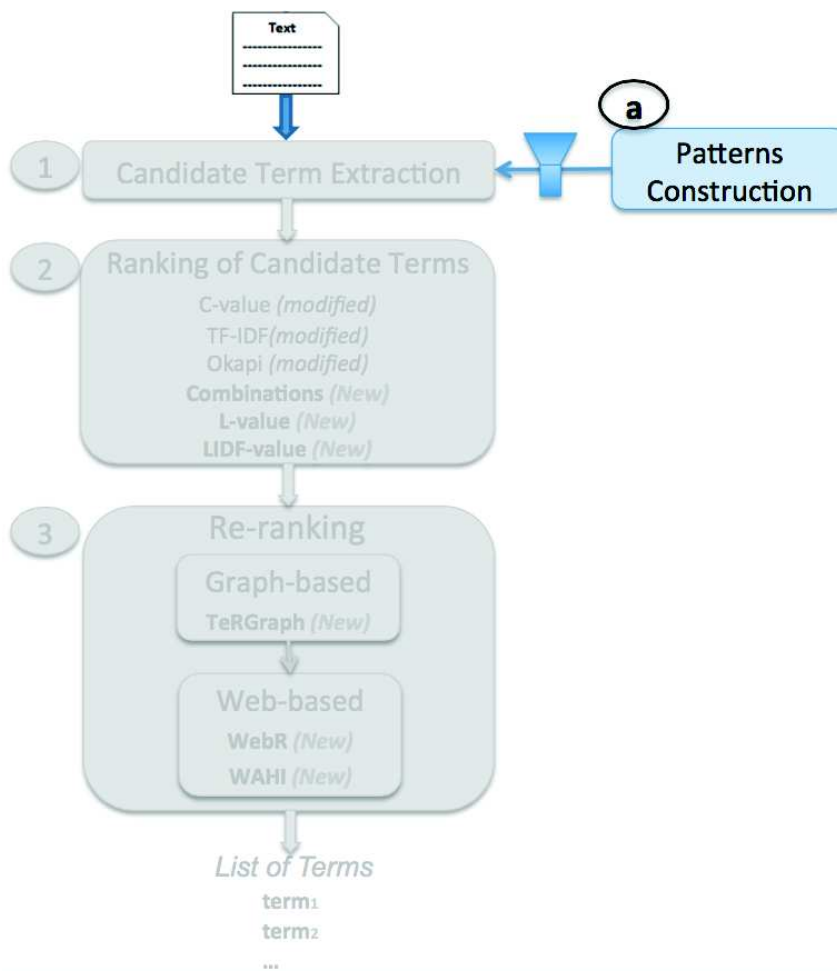 Text
a
Patterns
Construction
1
Candidate Term Extraction
2
Ranking of Candidate Terms
C-value (modified)
TF-IDF(modified)
Okapi (modified)
Combinations (New)
L-value (New)
LIDF-value (New)
3
Re-ranking
Graph-based
TeRGraph (New)
Web-based
WebR (New)
WAHI (New)
List of Terms
term1
term2
...